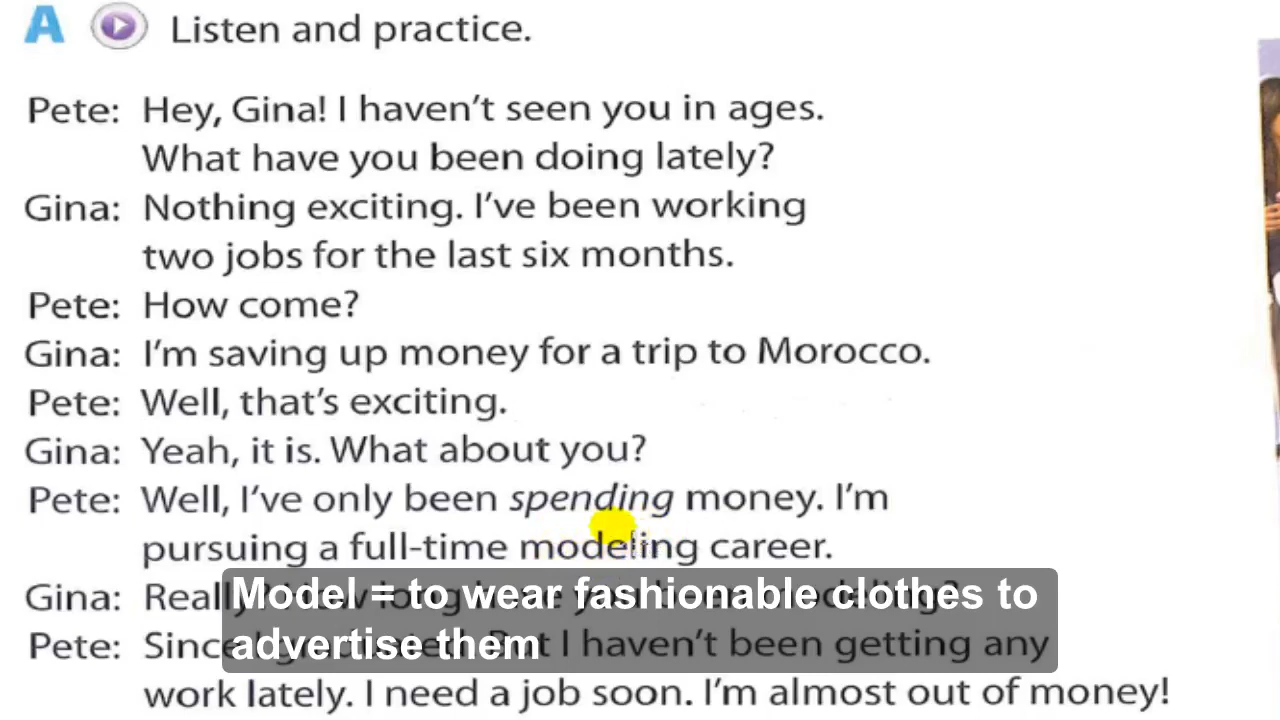 A Listen and practice.
Pete: Hey, Gina! I haven't seen you in ages.
What have you been doing lately?
Gina: Nothing exciting. I've been working
two jobs for the last six months.
Pete: How come?
Gina: I'm saving up money for a trip to Morocco.
Pete: Well, that's exciting.
Gina: Yeah, it is. What about you?
Pete: Well, I've only been spending money. I'm
pursuing a full-time modeling career.
Gina: Really?
Model = to wear fashionable clothes to
advertise them
Pete: Since But I haven't been getting any
work lately. I need a job soon. I'm almost out of money!